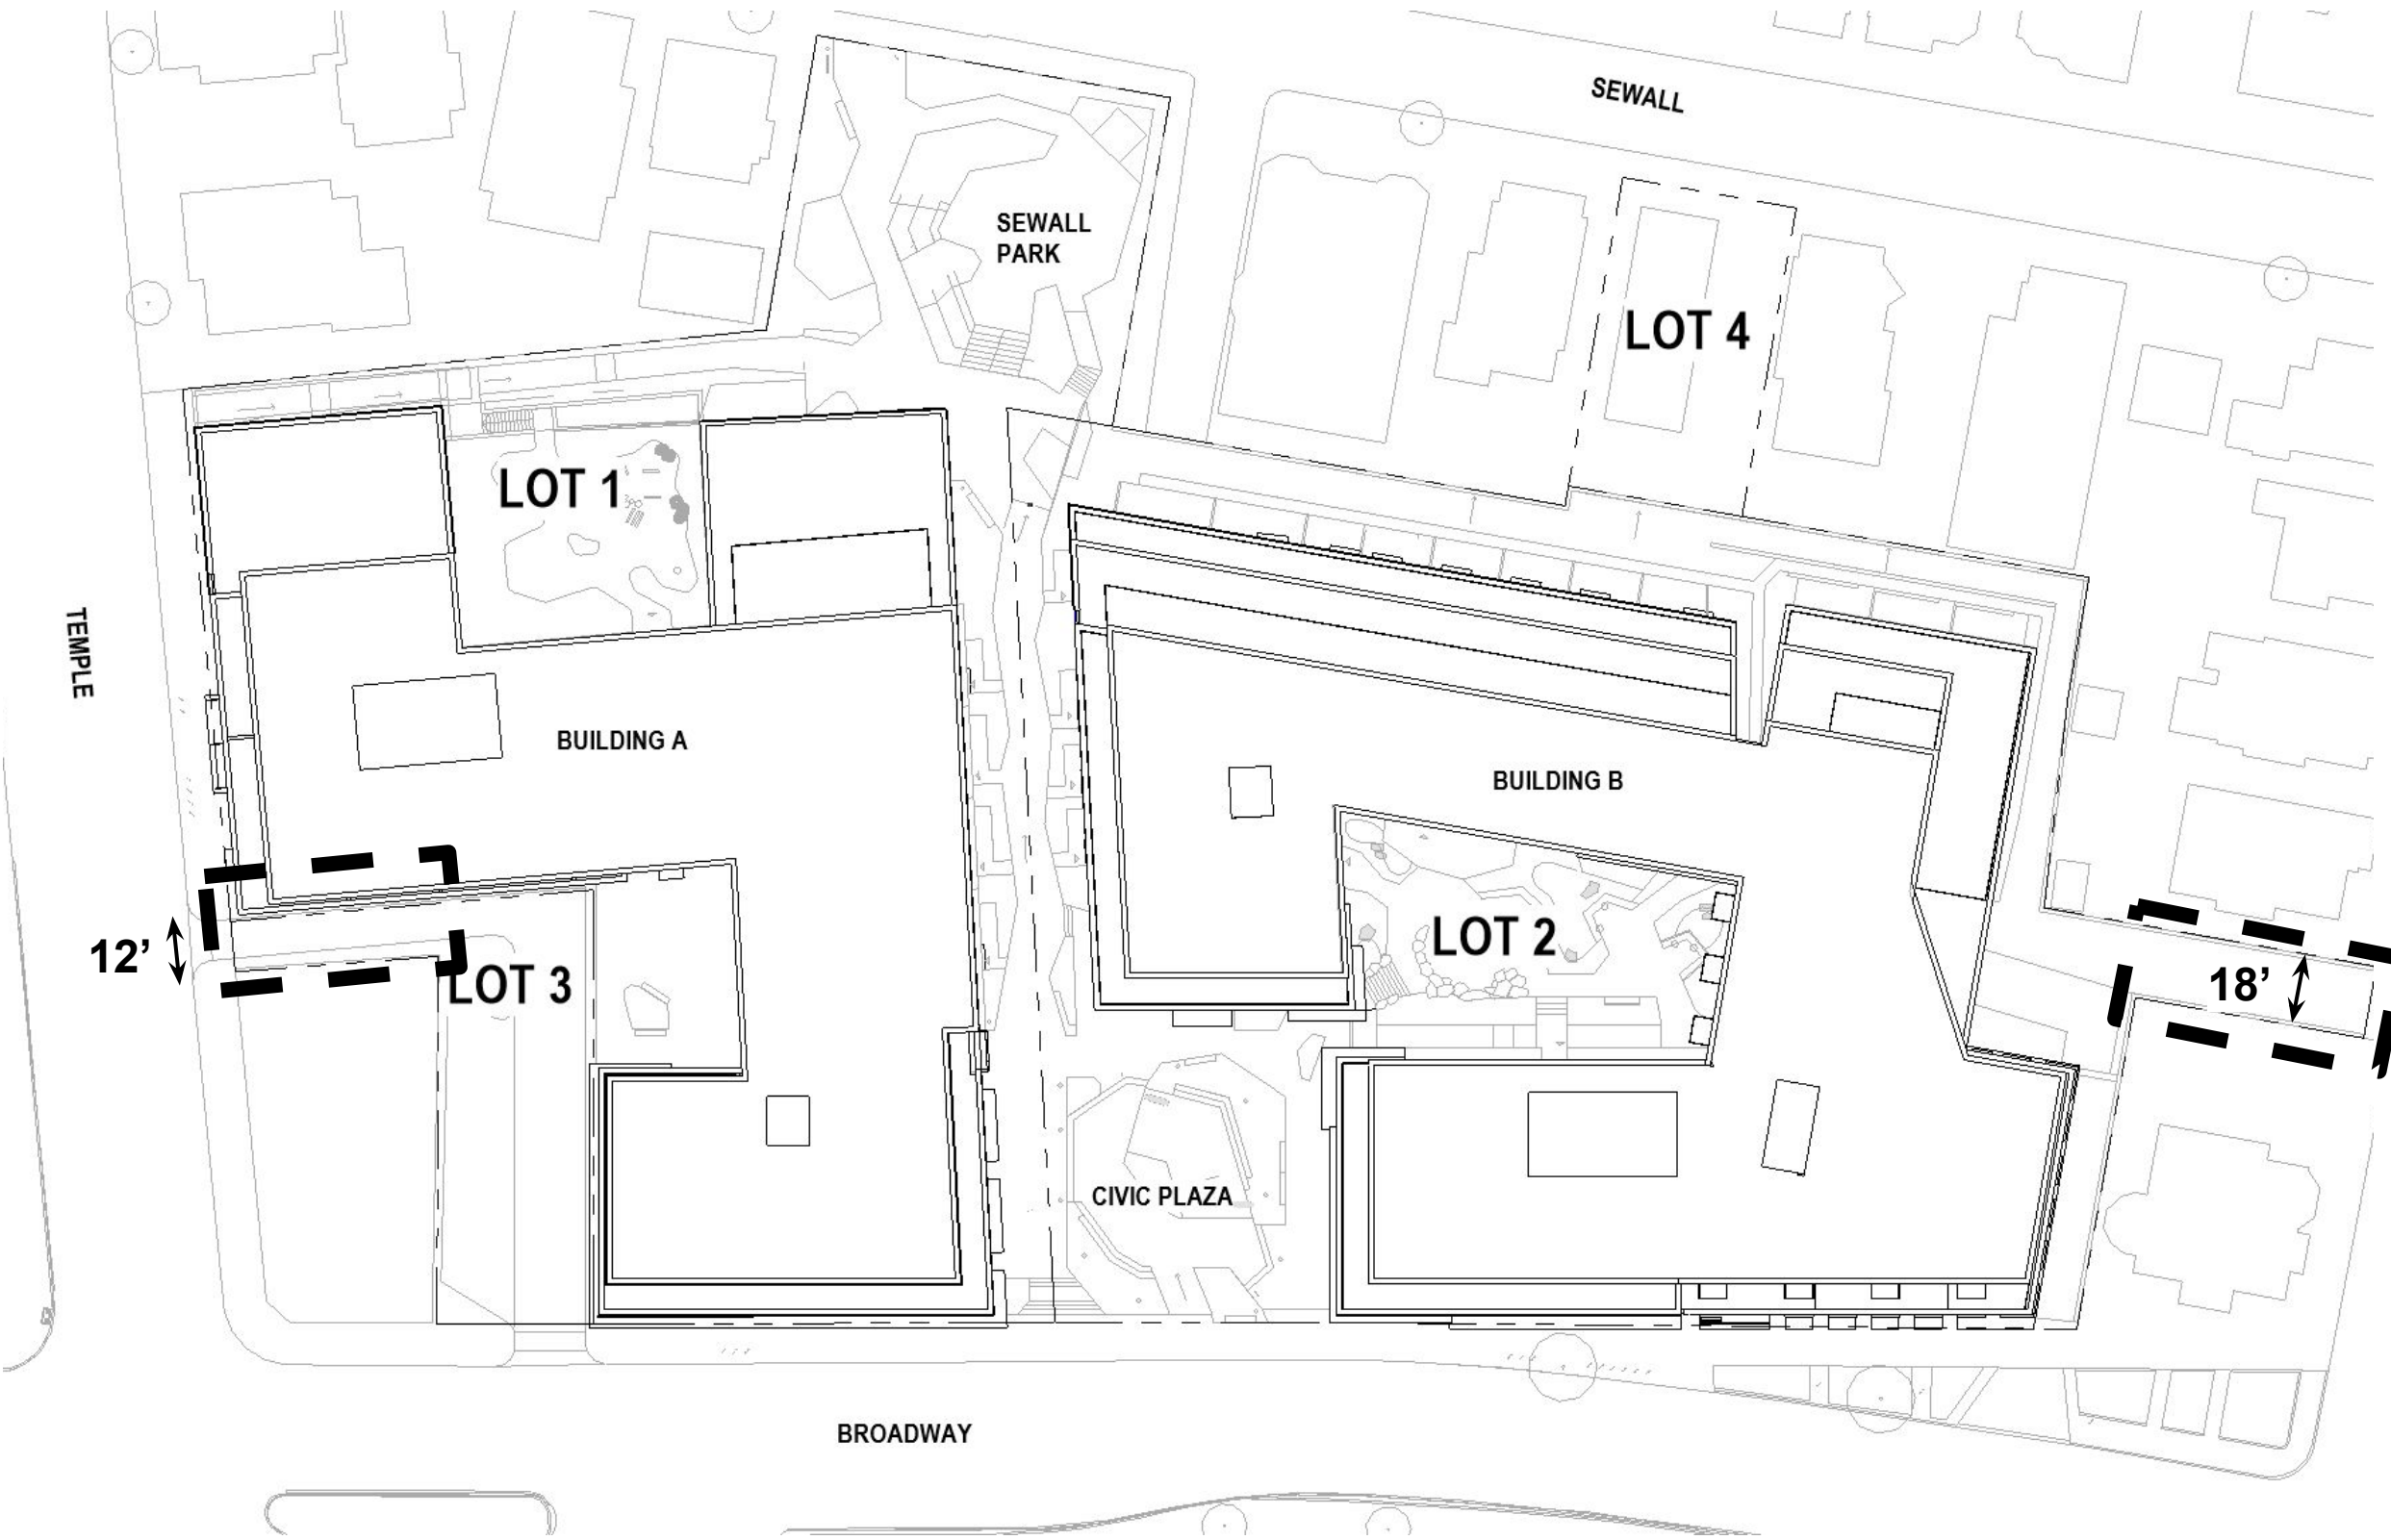 SEWALL
SEWALL
PARK
LOT 4
LOT 1
TEMPLE
BUILDING A
BUILDING B
LOT 2
12’
LOT 3
18’
CIVIC PLAZA
BROADWAY